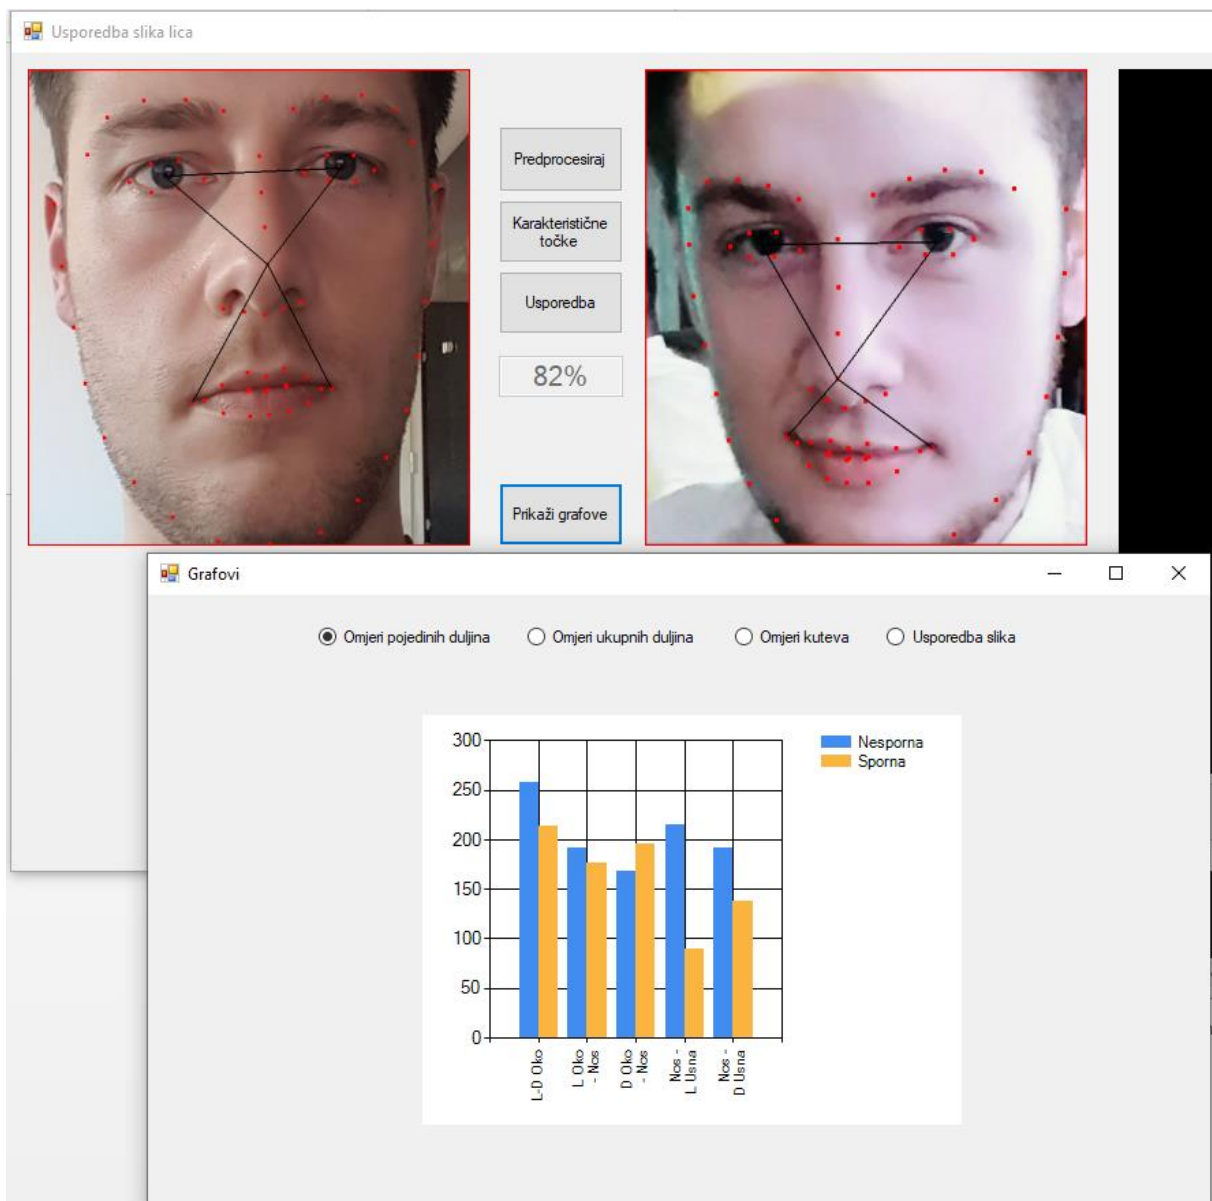 Usporedba slika lica
Predprocesiraj
Karakteristične
točke
Usporedba
82%
Prikaži grafove
Grafovi
Omjeri pojedinih duljina
Omjeri ukupnih duljina
Omjeri kuteva
Usporedba slika
300
250
200
150
100
50
0
Nesporna
Sporna
L-D Oko
L Oko
- Nos
D Oko
- Nos
Nos -
L Usna
Nos -
D Usna